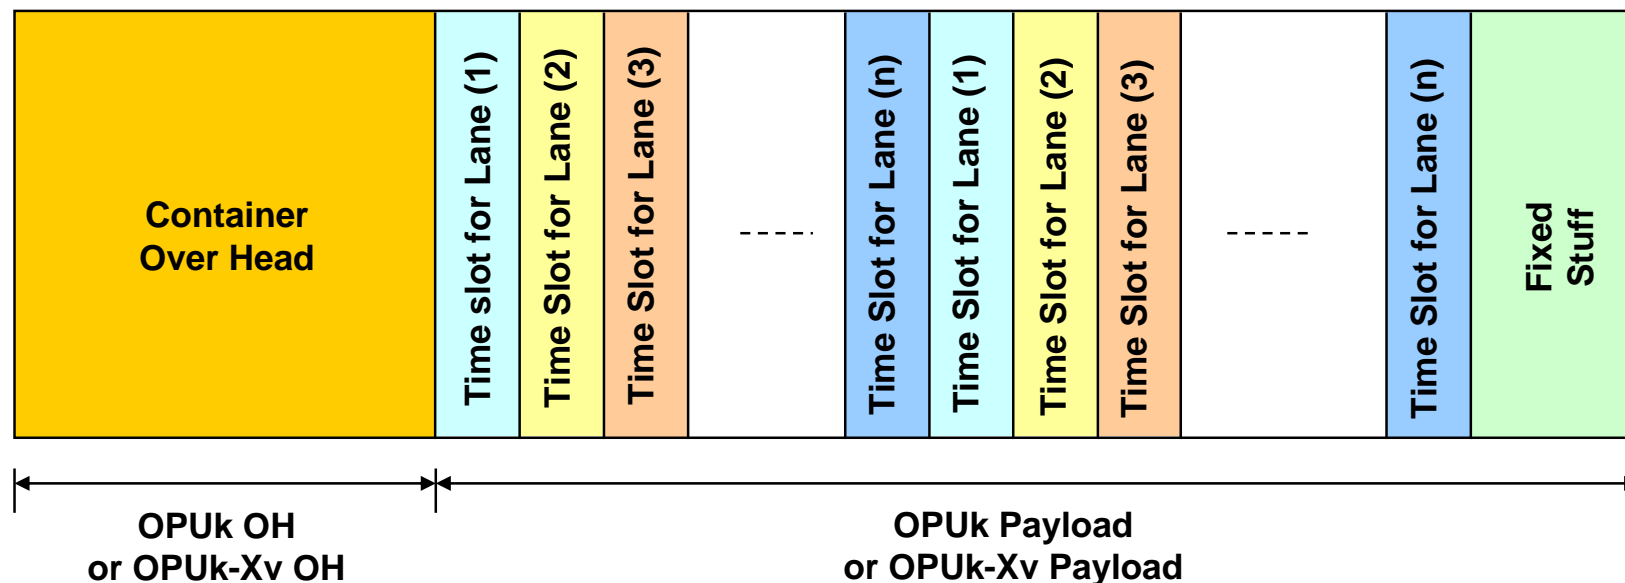 Container
Over Head
Time slot for Lane (1)
Time Slot for Lane (2)
Time Slot for Lane (3)
Time Slot for Lane (n)
Time Slot for Lane (1)
Time Slot for Lane (2)
Time Slot for Lane (3)
Time Slot for Lane (n)
Fixed
Stuff
OPUk OH
or OPUk-Xv OH
OPUk Payload
or OPUk-Xv Payload